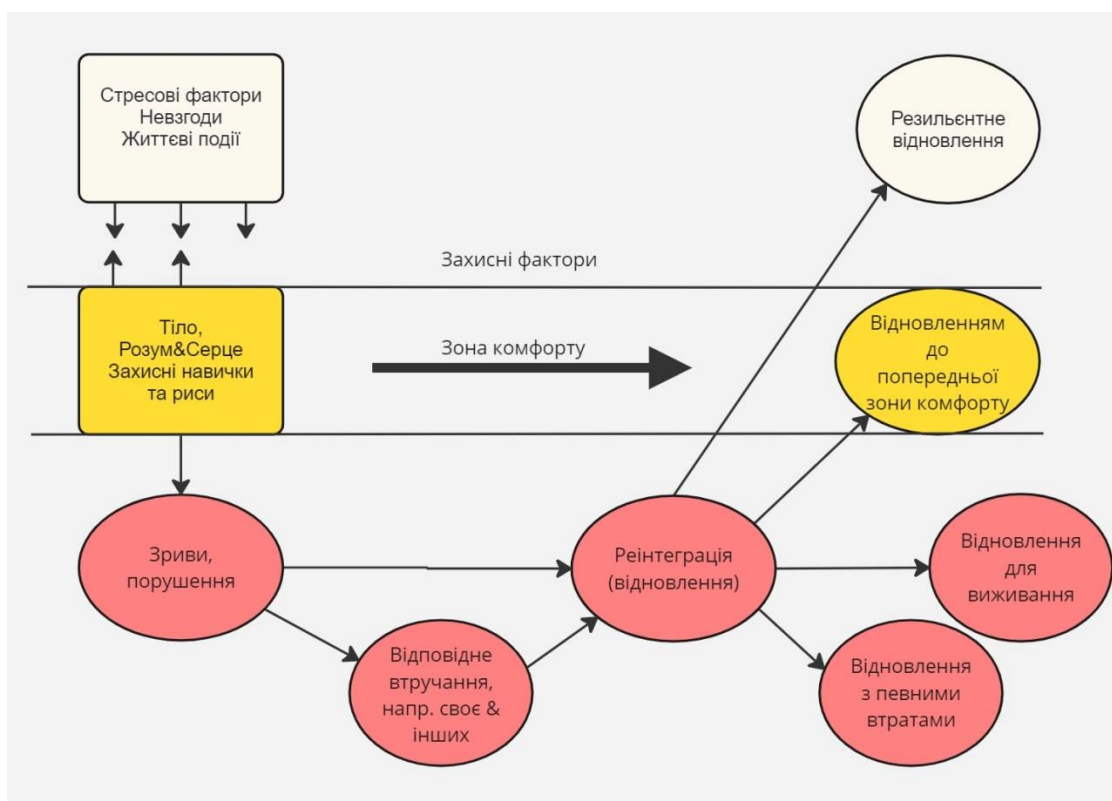 Стресові фактори
Невзгоди
Життєві події
Резильєнтне
відновлення
Захисні фактори
Тіло,
Розум&Серце
Захисні навички
та риси
Зона комфорту
Відновленням
до
попередньої
зони комфорту
Зриви,
порушення
Реінтеграція
(відновлення)
Відновлення
для
виживання
Відповідне
втручання,
напр. своє &
інших
Відновлення
з певними
втратами